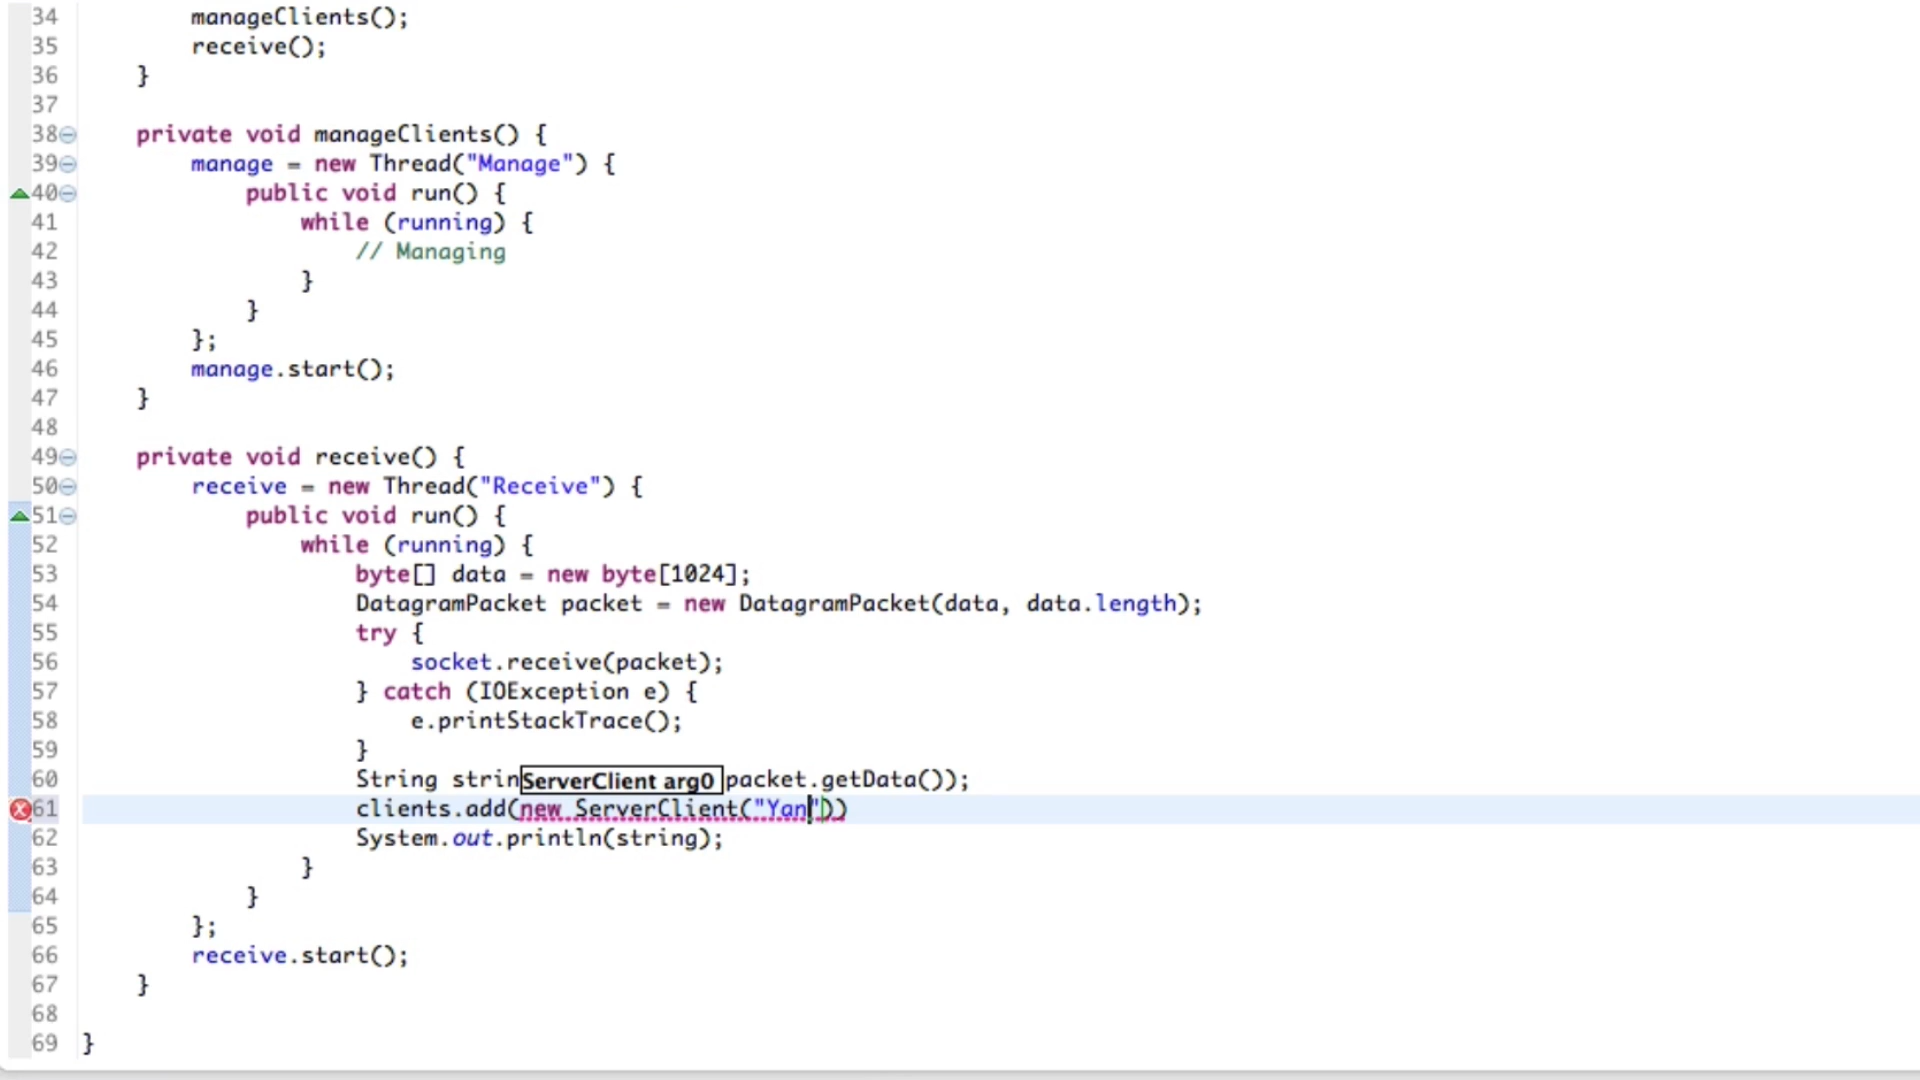 34 manageClients();
35 receive();
36 }
37
38 private void manageClients() {
39 manage = new Thread("Manage") {
40 public void run() {
41 while (running) {
42 // Managing
43 }
44 }
45 };
46 manage.start();
47 }
48
49 private void receive() {
50 receive = new Thread("Receive") {
51 public void run() {
52 while (running) {
53 byte[] data = new byte[1024];
54 DatagramPacket packet = new DatagramPacket(data, data.length);
55 try {
56 socket.receive(packet);
57 } catch (IOException e) {
58 e.printStackTrace();
59 }
60 String strin ServerClient arg0 packet.getData());
61 clients.add(new ServerClient("Yan"))
62 System.out.println(string);
63 }
64 }
65 };
66 receive.start();
67 }
68
69 }